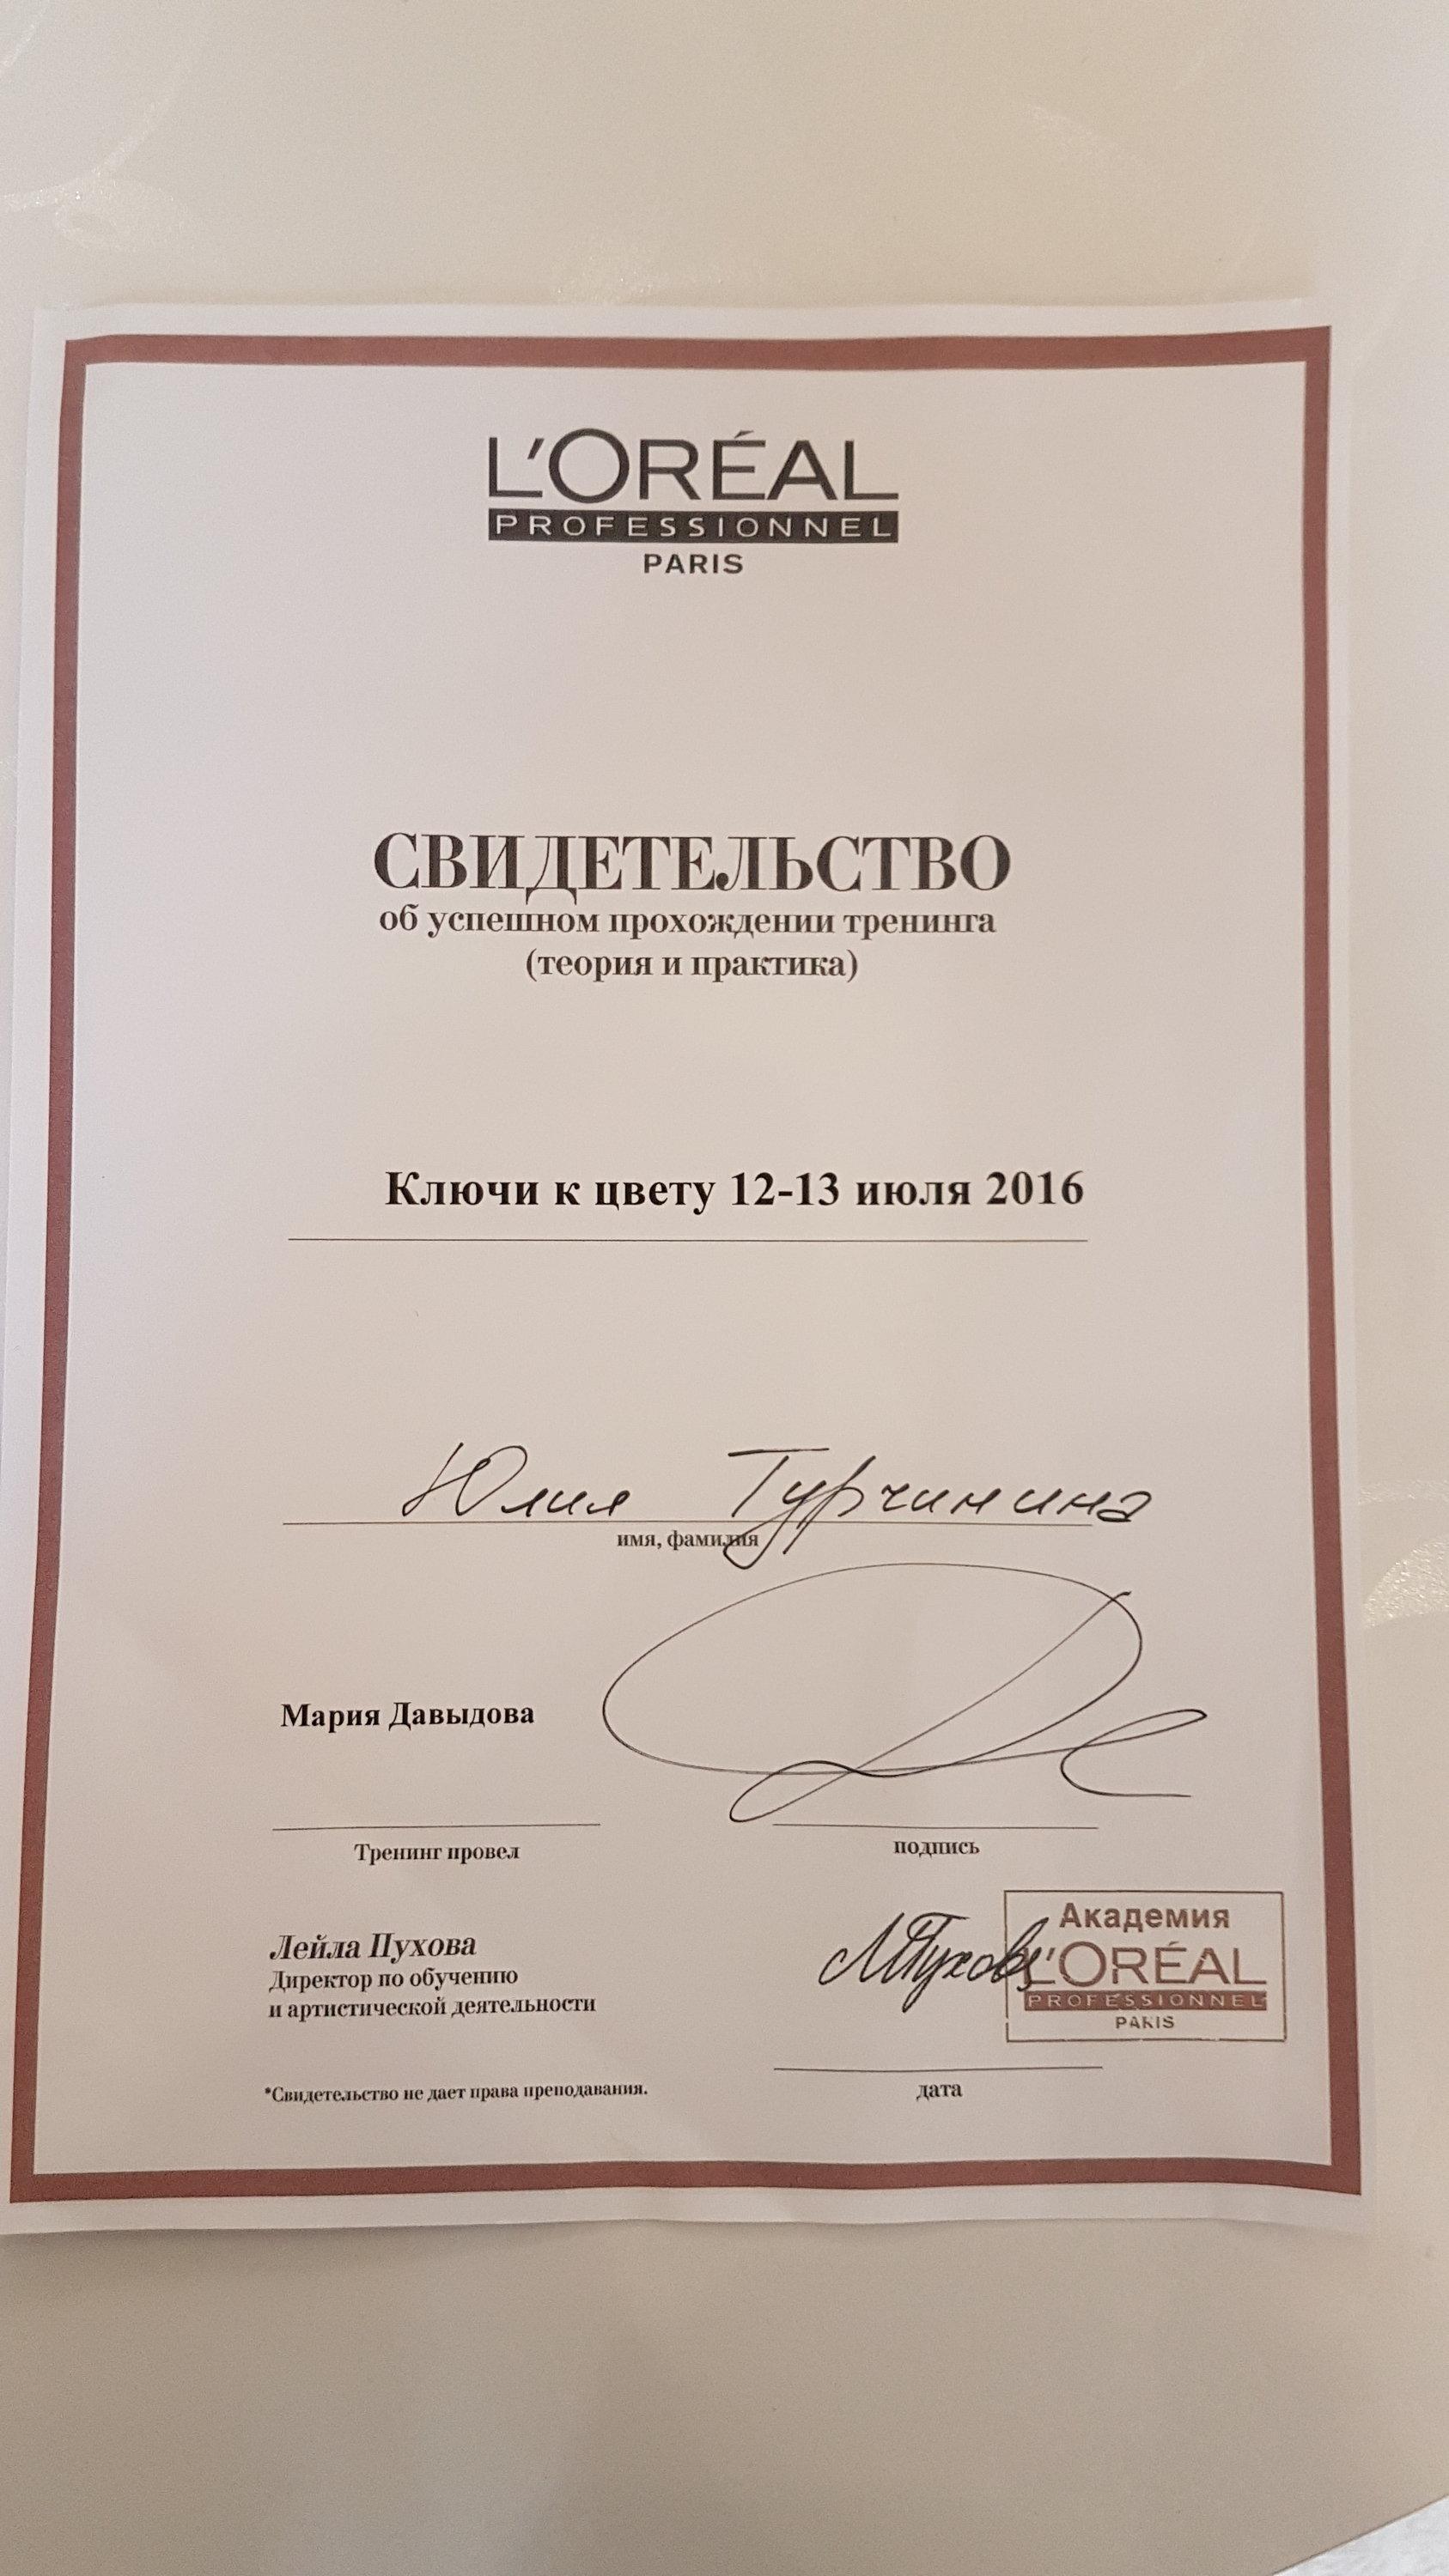 L'ORÉAL
PROFESSIONNEL
PARIS
СВИДЕТЕЛЬСТВО
об успешном прохождении тренинга
(теория и практика)
Ключи к цвету 12-13 июля 2016
Юлия Турчинина
имя, фамилия
Мария Давыдова
Тренинг провел
подпись
Лейла Пухова
Директор по обучению
и артистической деятельности
ЛПухова
Академия
L'ORÉAL
PROFESSIONNEL
PARIS
*Свидетельство не дает права преподавания.
дата